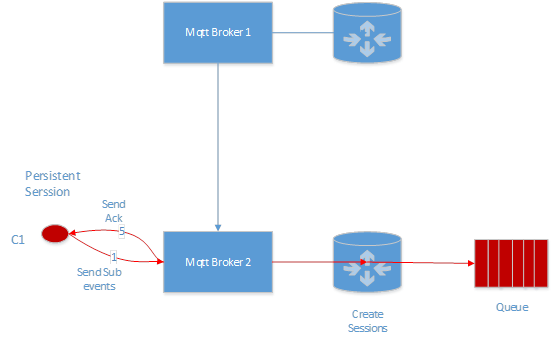 Mqtt Broker 1
Persistent
Serssion
Send
Ack
5
C1
1
Send Sub
events
Mqtt Broker 2
Create
Sessions
Queue